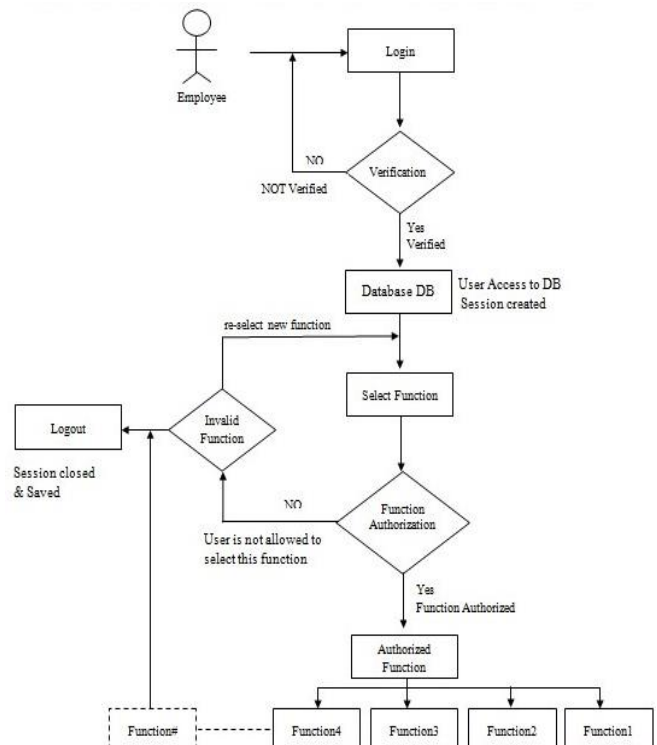 Login
Employee
NO
Verification
NOT Verified
Yes
Verified
Database DB
User Access to DB
Session created
re-select new function
Select Function
Logout
Invalid
Function
Session closed
& Saved
NO
Function
Authorization
User is not allowed to
select this function
Yes
Function Authorized
Authorized
Function
Function#
Function4
Function3
Function2
Function1